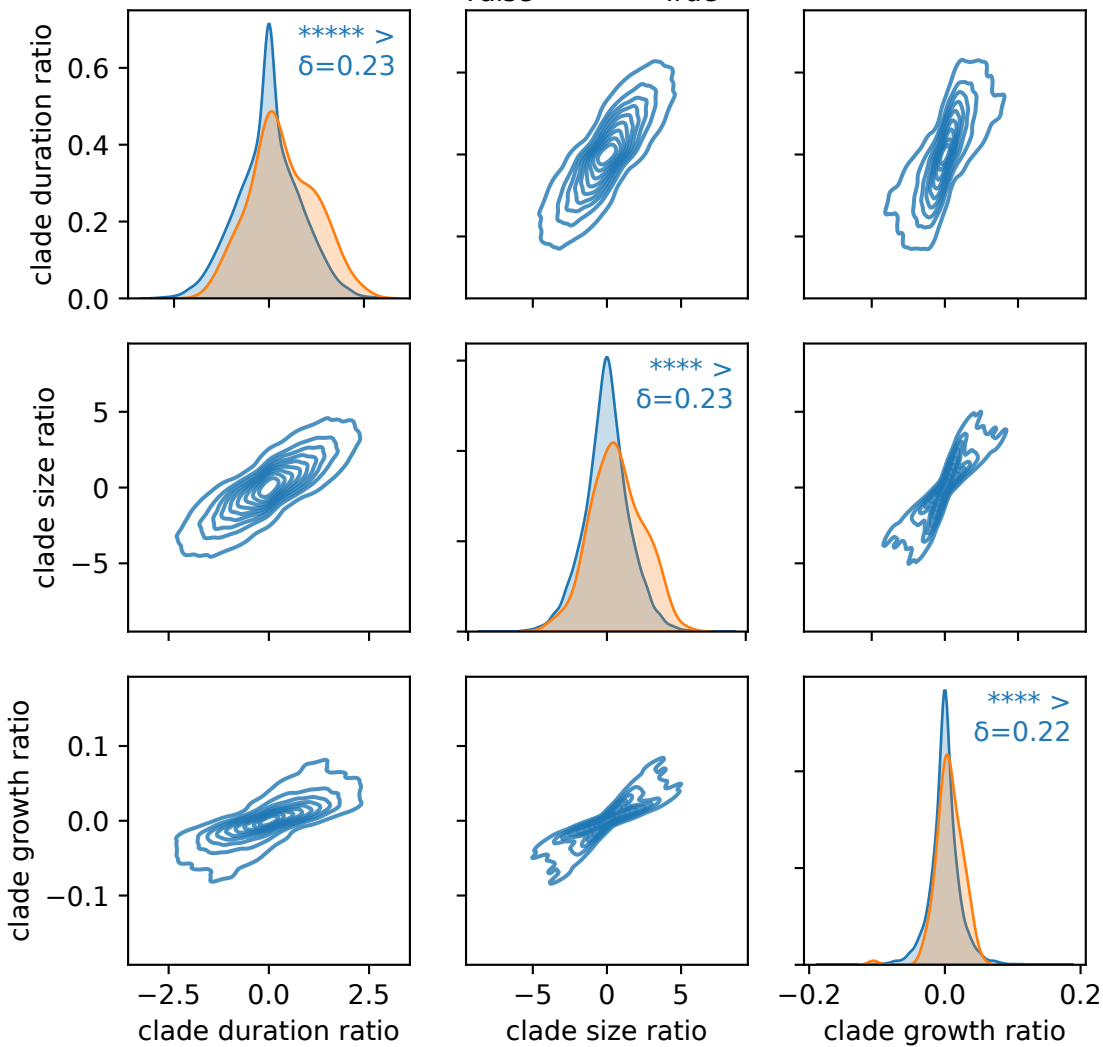 ***** >
δ=0.23
clade duration ratio
0.6
0.4
0.2
0.0
**** >
δ=0.23
clade size ratio
5
0
−5
**** >
δ=0.22
clade growth ratio
0.1
0.0
−0.1
−2.5 0.0 2.5
−5 0 5
−0.2 0.0 0.2
clade duration ratio
clade size ratio
clade growth ratio